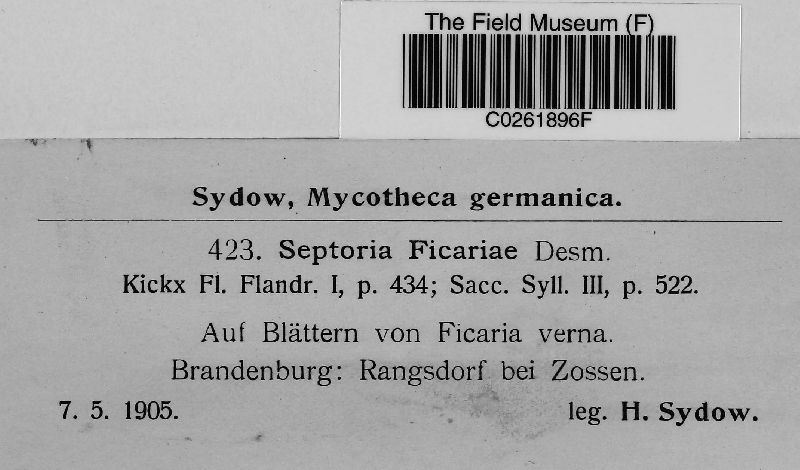 The Field Museum (F)
C0261896F
Sydow, Mycotheca germanica.
423. Septoria Ficariae Desm.
Kickx Fl. Flandr. I, p. 434; Sacc. Syll. III, p. 522.
Auf Blättern von Ficaria verna.
Brandenburg: Rangsdorf bei Zossen.
7. 5. 1905. leg. H. Sydow.